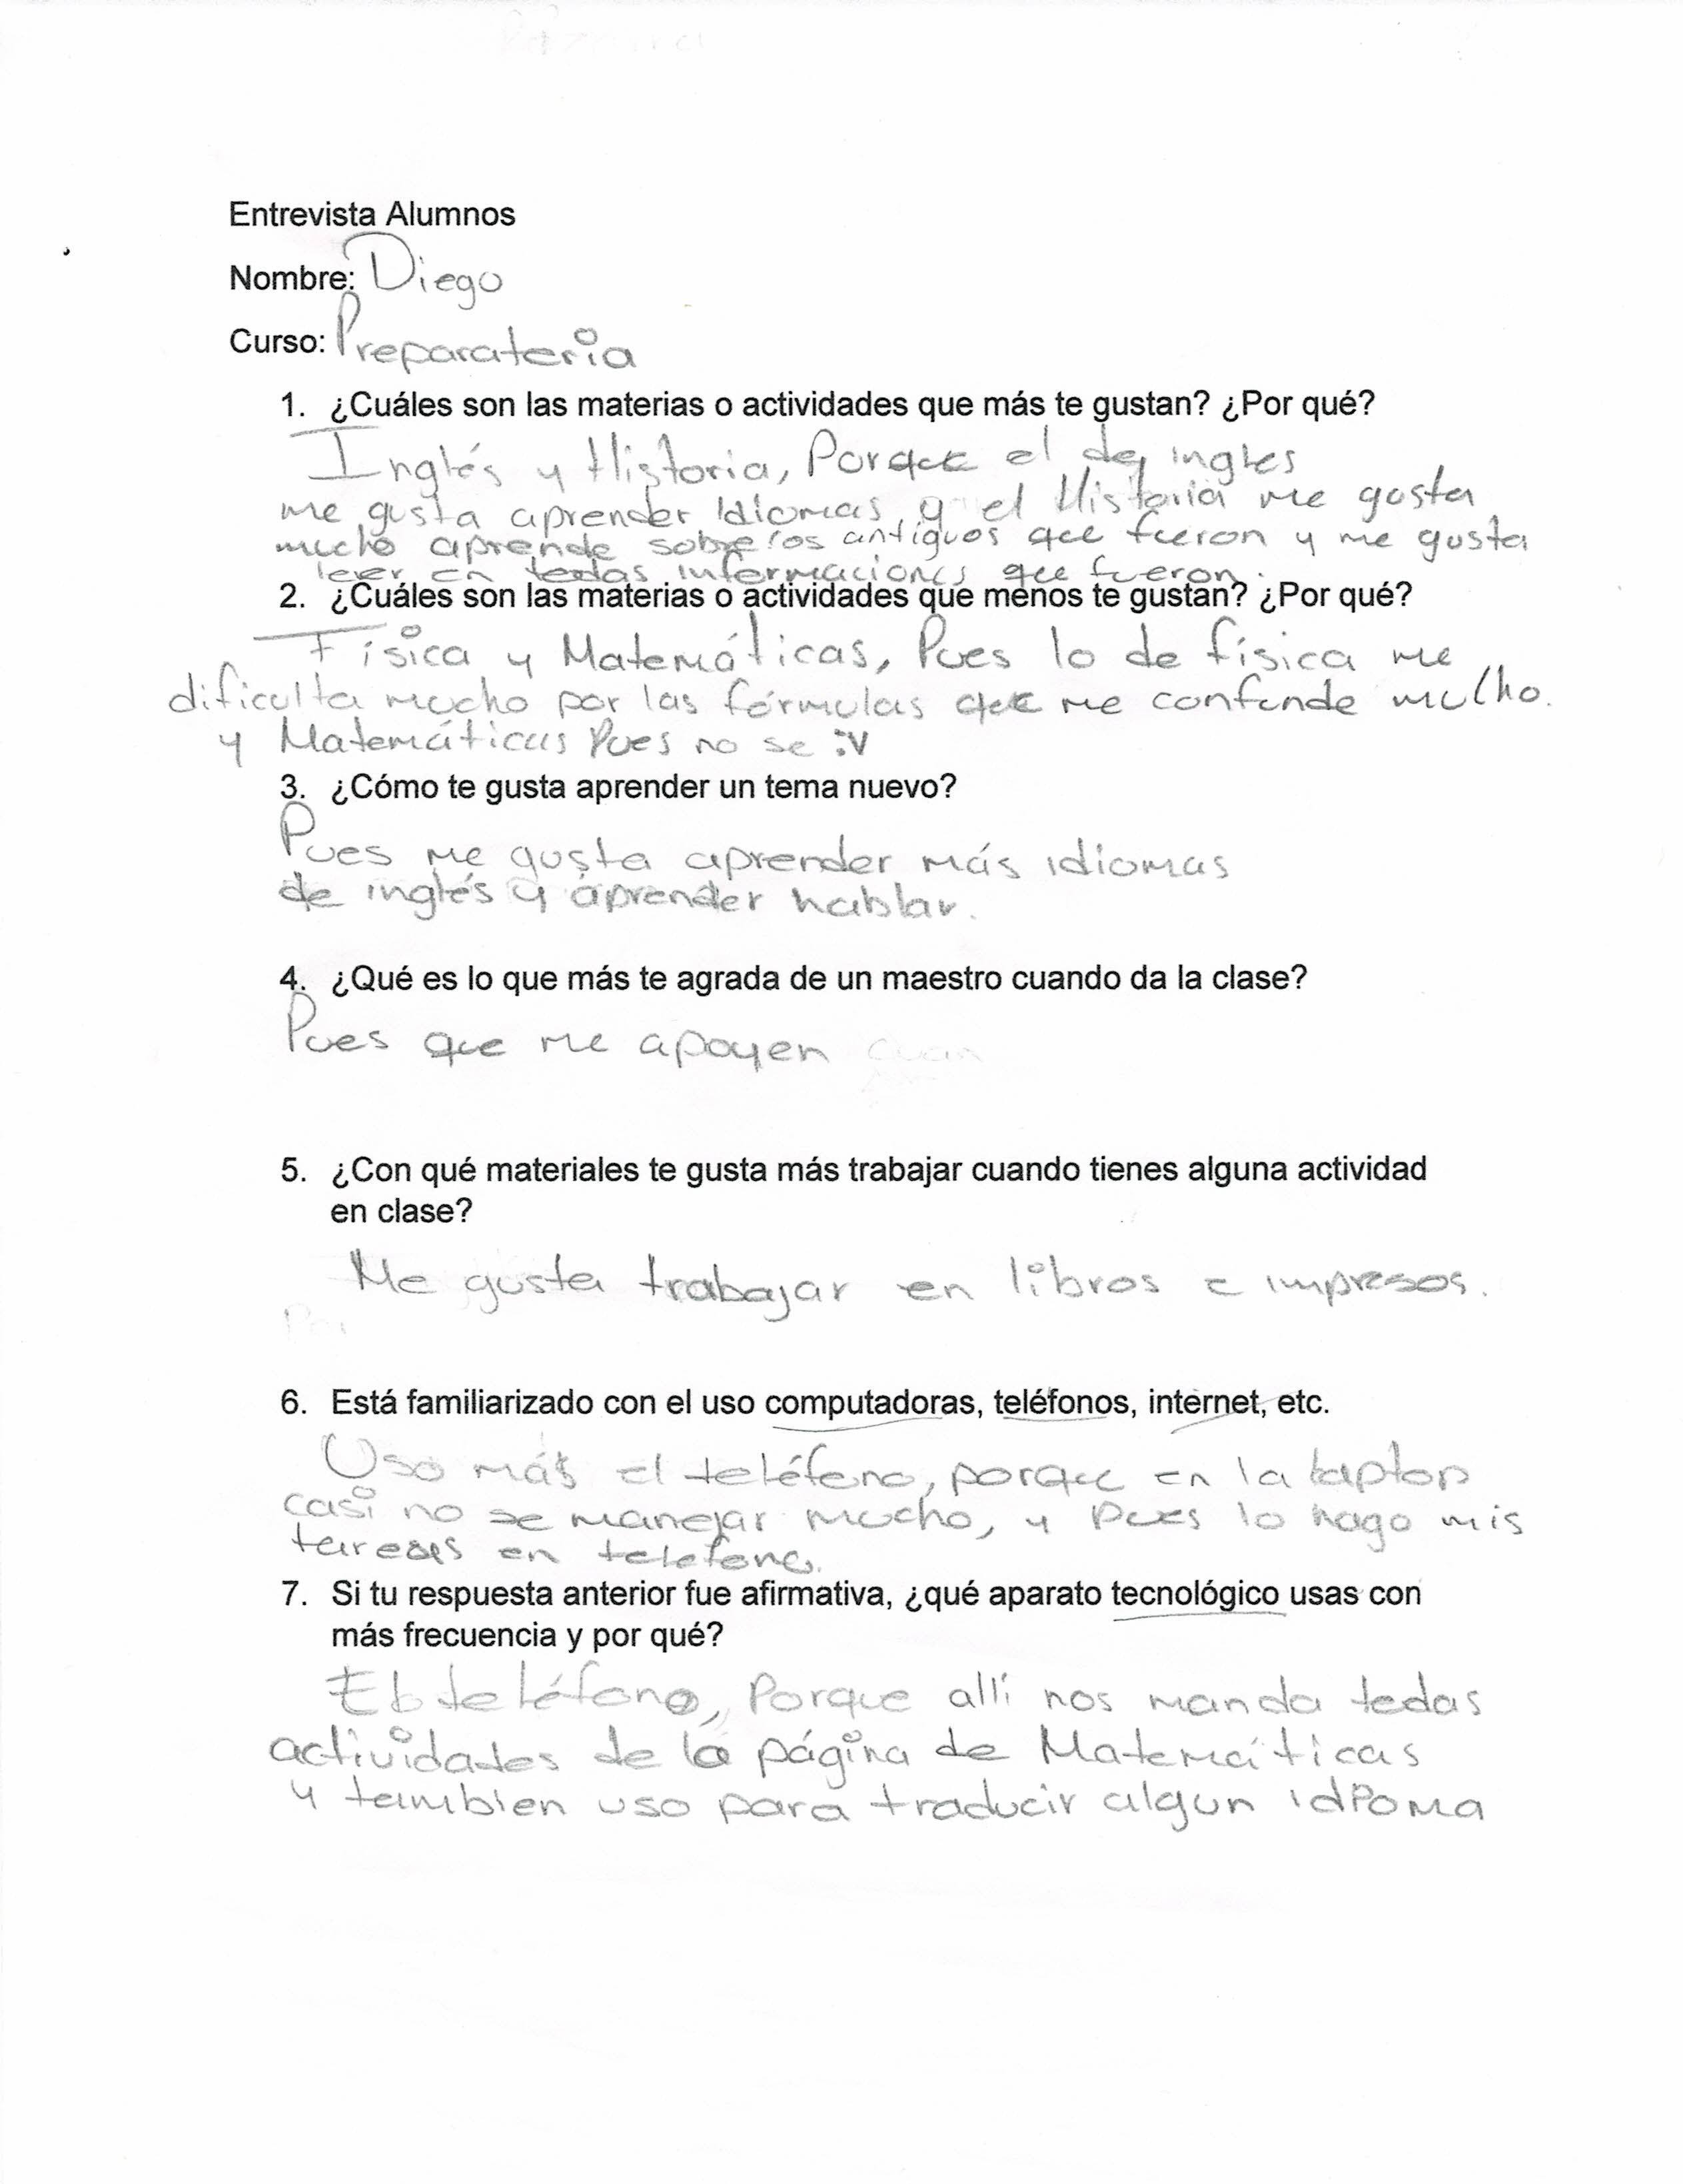 Entrevista Alumnos
Nombre: Diego
Curso: Preparateria
1. ¿Cuáles son las materias o actividades que más te gustan? ¿Por qué?
Inglés y Historia, Porque el de ingles
me gusta aprender Idiomas, y el Historia me gusta
mucho aprende sobre los antiguos que fueron y me gusta
leer en todas informaciones que fueron.
2. ¿Cuáles son las materias o actividades que menos te gustan? ¿Por qué?
Física y Matemáticas, Pues lo de física me
dificulta mucho por las fórmulas que me confunde mucho.
y Matemáticas Pues no se :v
3. ¿Cómo te gusta aprender un tema nuevo?
Pues me gusta aprender más idiomas
de inglés y aprender hablar.
4. ¿Qué es lo que más te agrada de un maestro cuando da la clase?
Pues que me apoyen
5. ¿Con qué materiales te gusta más trabajar cuando tienes alguna actividad
en clase?
Me gusta trabajar en libros e impresos.
6. Está familiarizado con el uso computadoras, teléfonos, internet, etc.
Uso más el teléfono, porque en la laptop
casi no se manejar mucho, y pues lo hago mis
tareas en telefono.
7. Si tu respuesta anterior fue afirmativa, ¿qué aparato tecnológico usas con
más frecuencia y por qué?
El teléfono, Porque allí nos manda todas
actividades de la página de Matemáticas
y tambien uso para traducir algun idioma